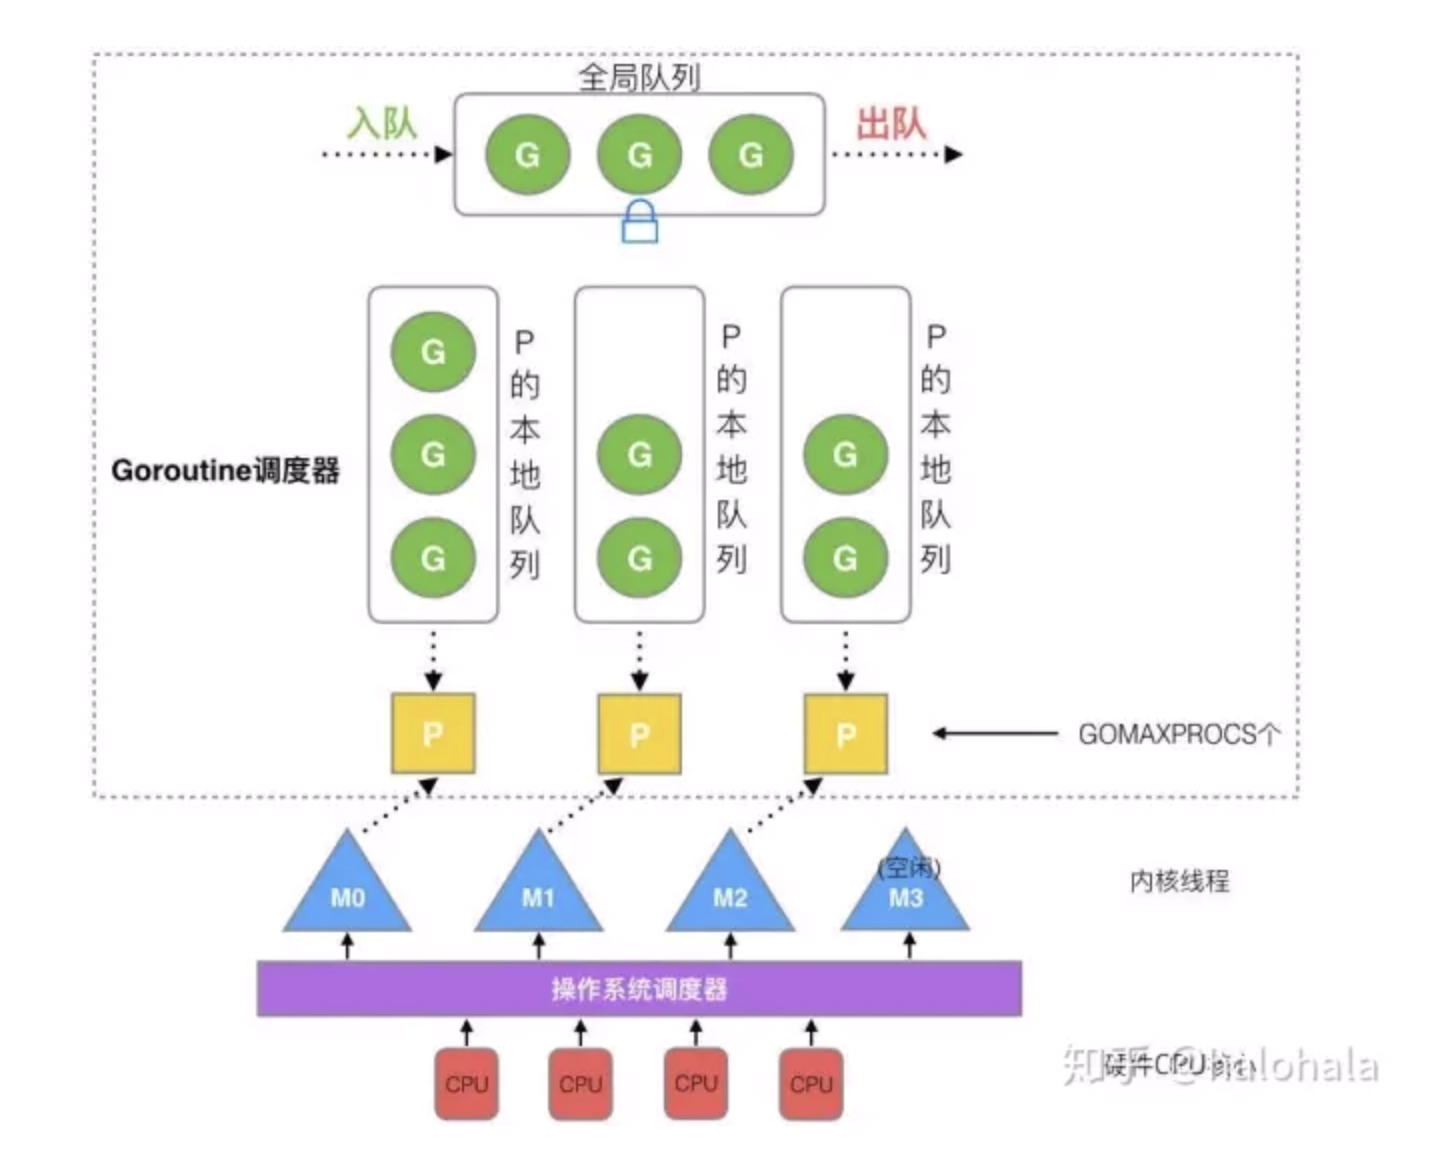 全局队列
入队
出队
G G G
G
G G G
G G G
P的本地队列
P的本地队列
P的本地队列
Goroutine调度器
P P P
GOMAXPROCS个
(空闲)
M0 M1 M2 M3
内核线程
操作系统调度器
CPU CPU CPU CPU
硬件CPU核心
知乎 @halohala